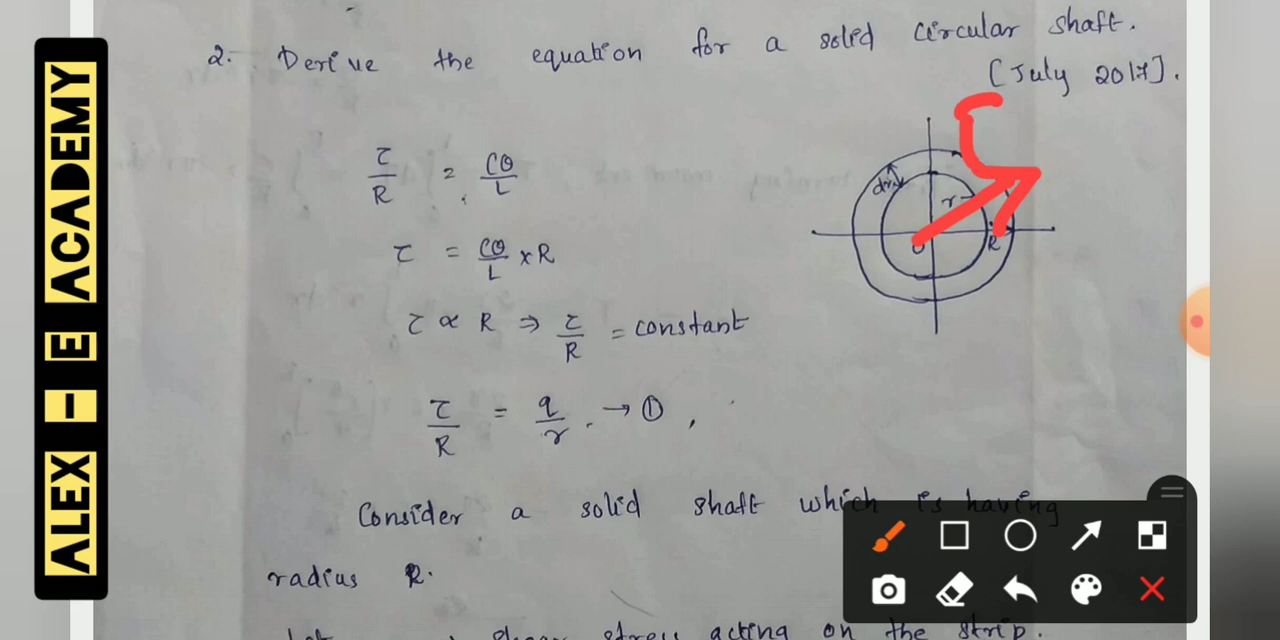 ALEX - E ACADEMY
2. Derive the equation for a solid circular shaft.
[July 2017].
τ/R = CΘ/L
τ = CΘ/L × R
τ ∝ R ⇒ τ/R = constant
τ/R = q/r. → ①,
dr
r
O
R
Consider a solid shaft which is having
radius R.
shear stress acting on the strip.